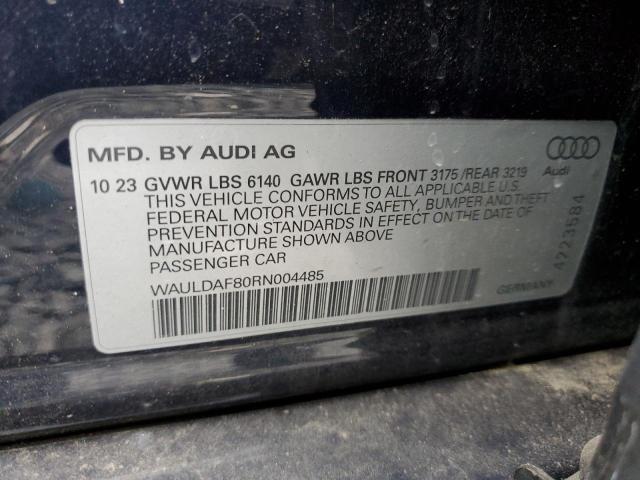 MFD. BY AUDI AG
10 23 GVWR LBS 6140 GAWR LBS FRONT 3175 /REAR 3219
THIS VEHICLE CONFORMS TO ALL APPLICABLE U.S.
FEDERAL MOTOR VEHICLE SAFETY, BUMPER AND THEFT
PREVENTION STANDARDS IN EFFECT ON THE DATE OF
MANUFACTURE SHOWN ABOVE
PASSENGER CAR
WAULDAF80RN004485
GERMANY
Audi
4723584